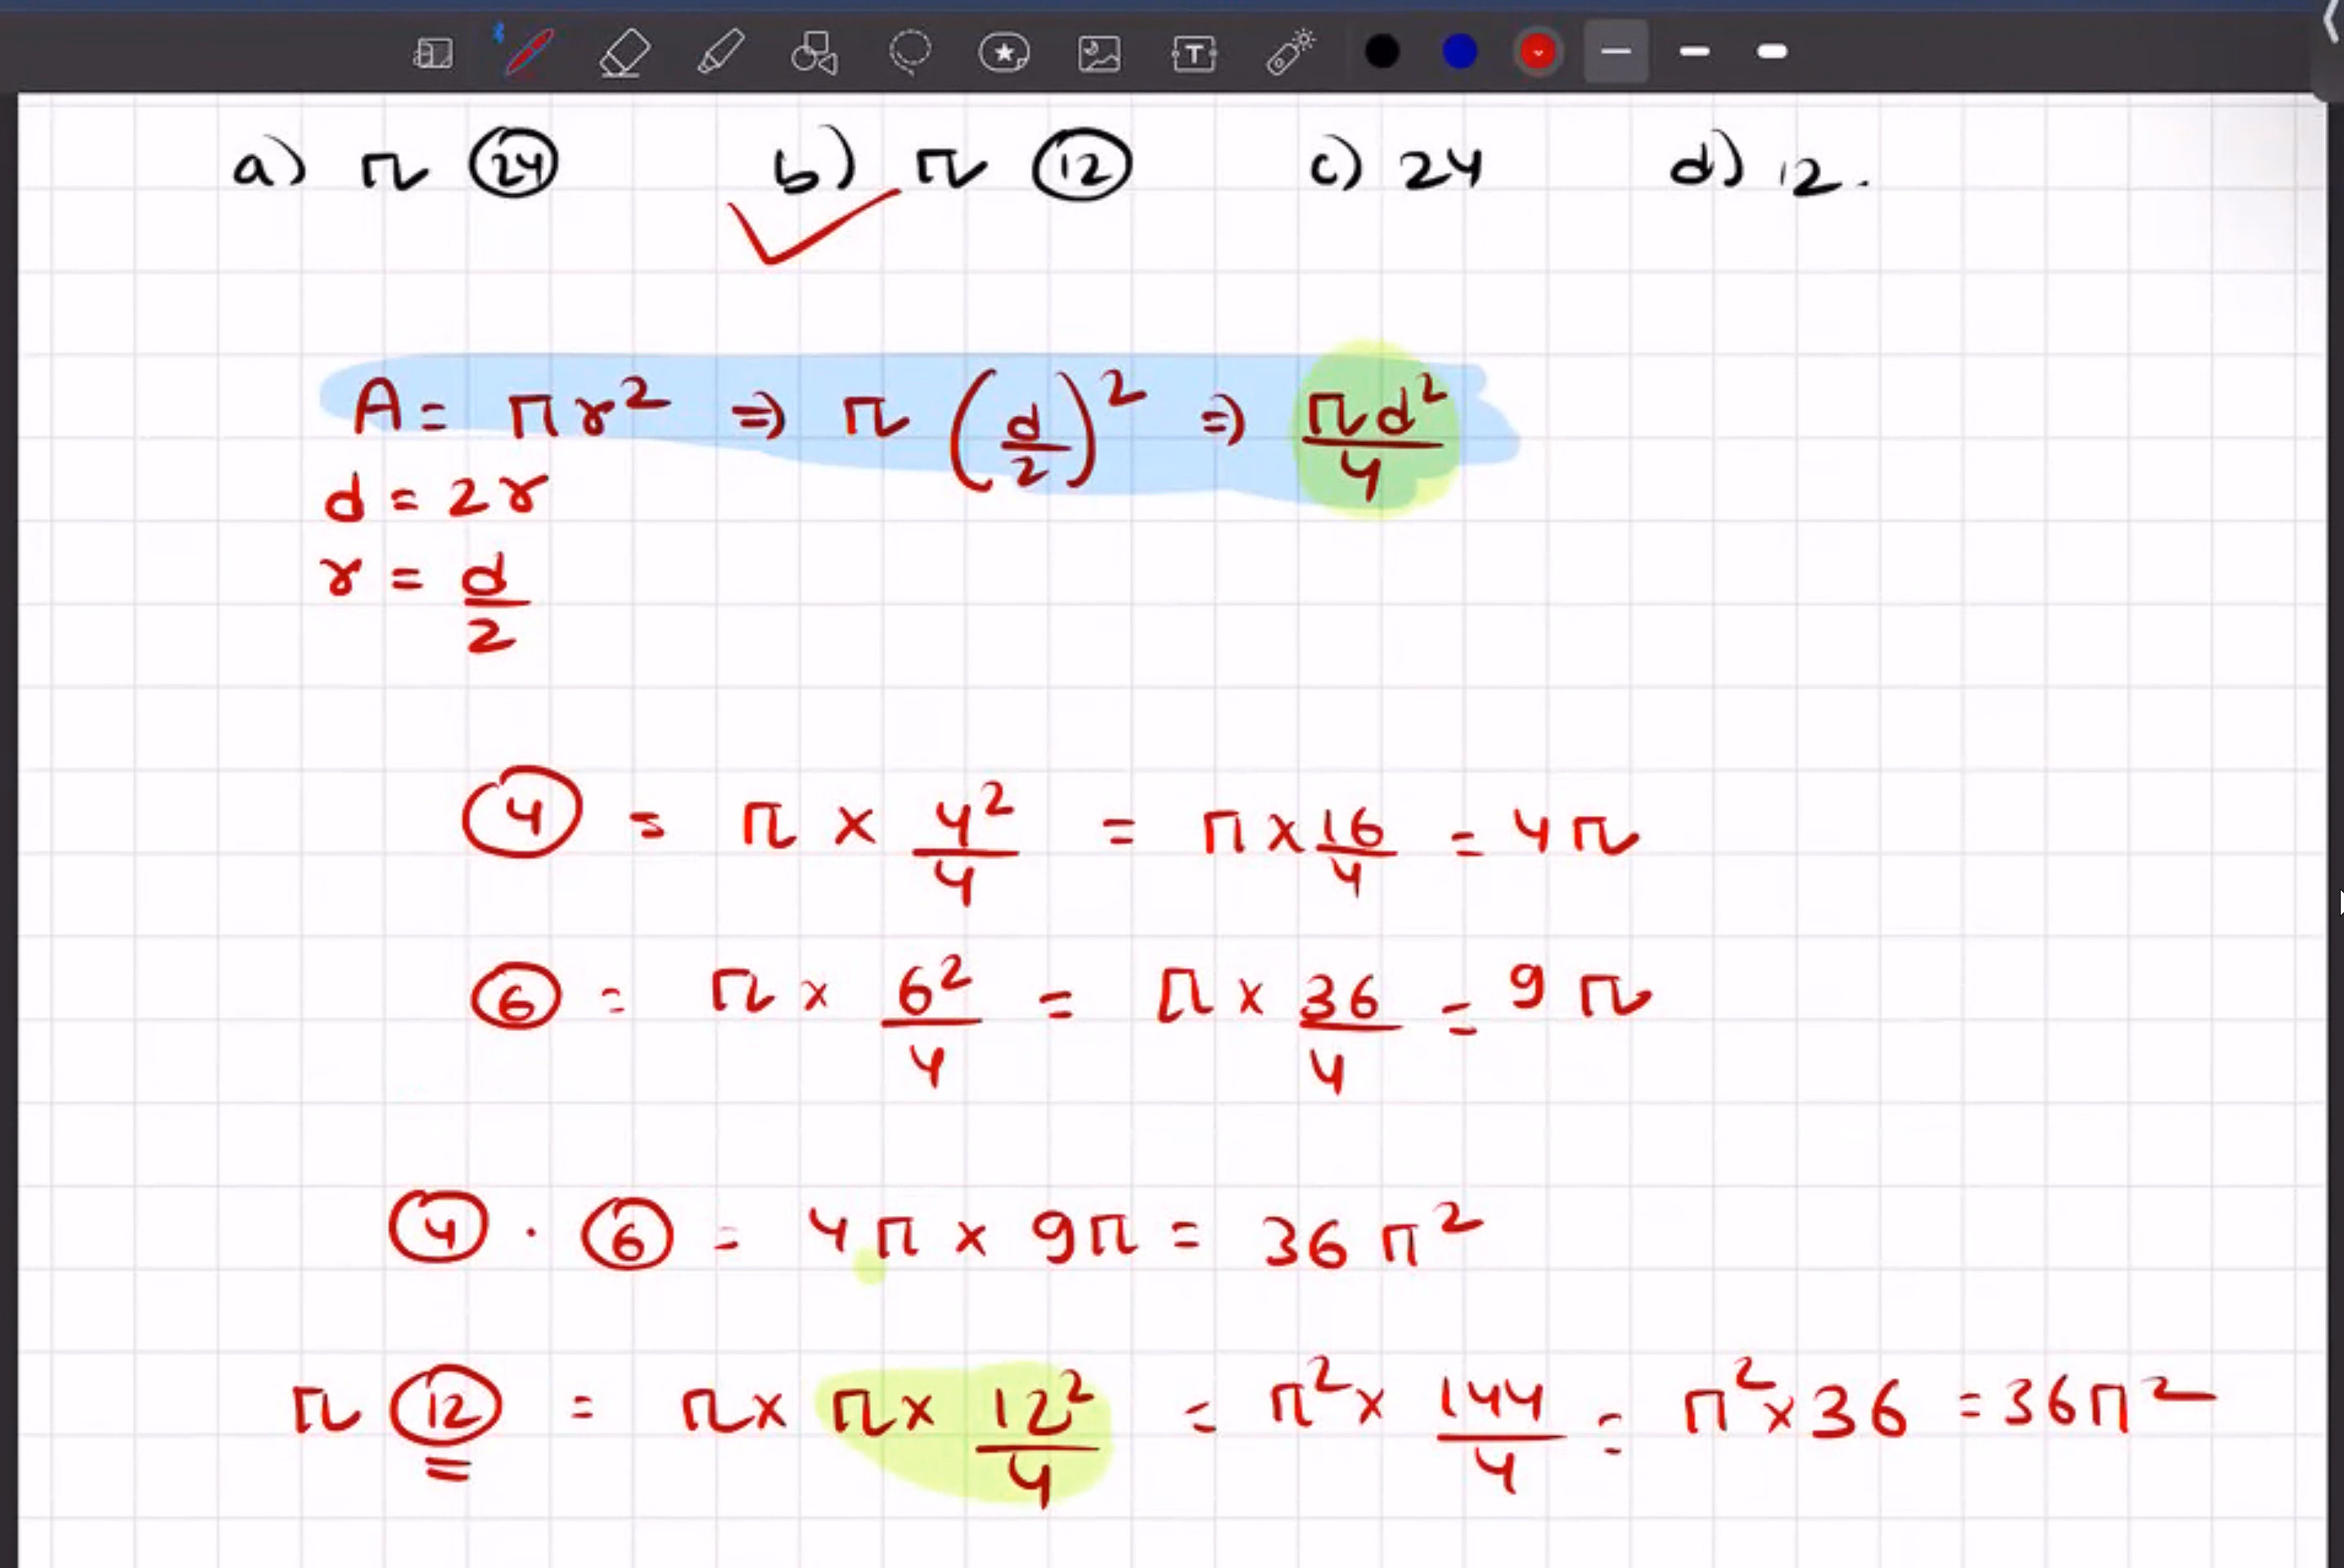 a) π ㉔ b) π ⑫ c) 24 d) 12.
A = πr² ⇒ π (d/2)² ⇒ πd²/4
d = 2r
r = d/2
④ = π × 4²/4 = π × 16/4 = 4π
⑥ = π × 6²/4 = π × 36/4 = 9π
④ · ⑥ = 4π × 9π = 36π²
π ⑫ = π × π × 12²/4 = π² × 144/4 = π² × 36 = 36π²